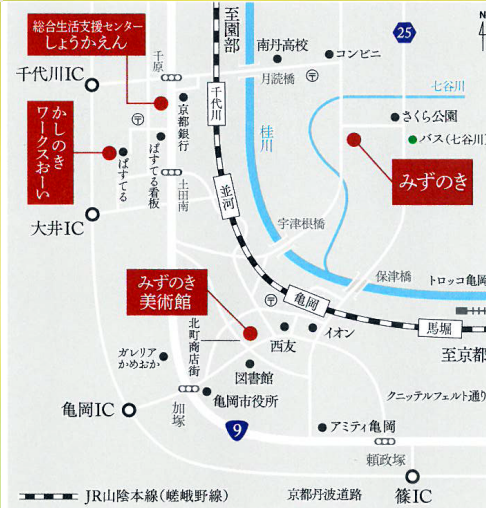 総合生活支援センター
しょうかえん
至園部
南丹高校
コンビニ
25
N
千代川IC
千原
月読橋
七谷川
千代川
京都銀行
桂川
さくら公園
バス(七谷川)
かしのき
ワークスおーい
ぱすてる
ぱすてる看板
みずのき
土田南
並河
大井IC
宇津根橋
保津橋
トロッコ亀岡
みずのき
美術館
亀岡
馬堀
至京都
北町商店街
西友
イオン
ガレリア
かめおか
図書館
クニッテルフェルト通り
亀岡IC
加塚
亀岡市役所
9
アミティ亀岡
頼政塚
JR山陰本線(嵯峨野線)
京都丹波道路
篠IC